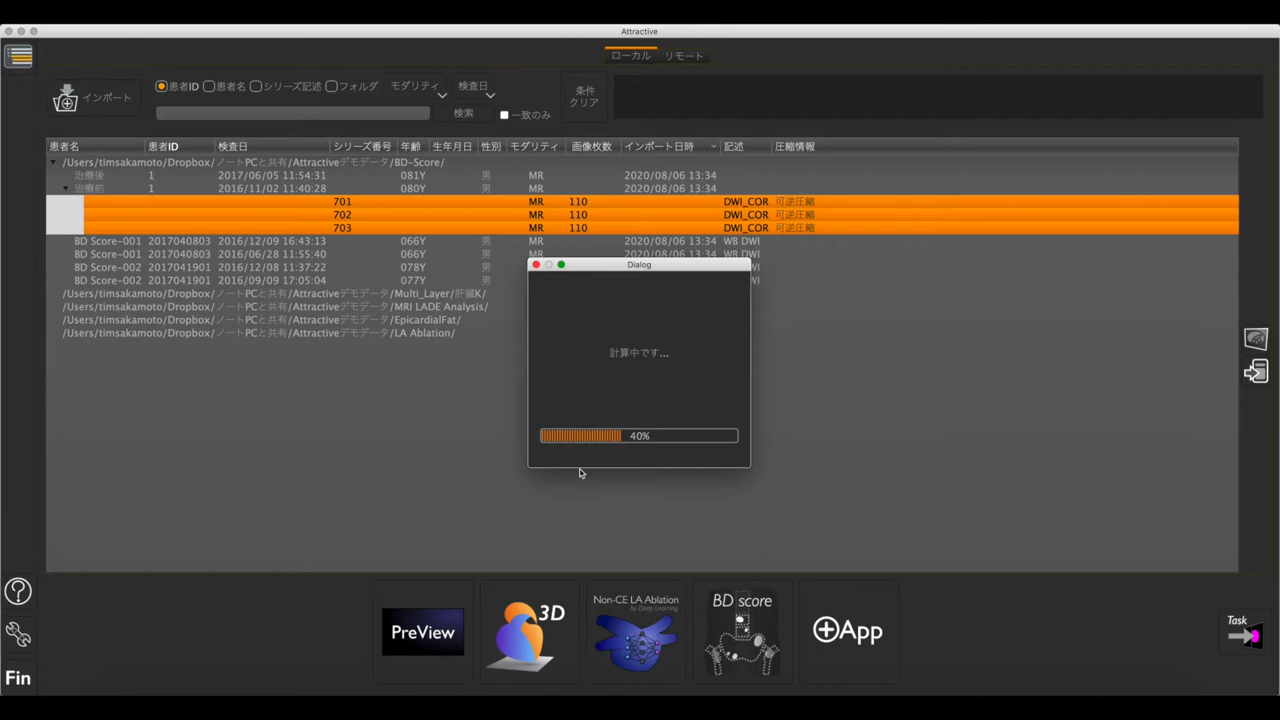 Attractive
ローカル リモート
インポート
患者ID 患者名 シリーズ記述 フォルダ モダリティ 検査日
条件
クリア
検索 一致のみ
患者名 患者ID 検査日 シリーズ番号 年齢 生年月日 性別 モダリティ 画像枚数 インポート日時 記述 圧縮情報
/Users/timsakamoto/Dropbox/ノートPCと共有/Attractiveデモデータ/BD-Score/
治療後 1 2017/06/05 11:54:31 081Y 男 MR 2020/08/06 13:34
治療前 1 2016/11/02 11:40:28 080Y 男 MR 2020/08/06 13:34
701 MR 110 DWI_COR 可逆圧縮
702 MR 110 DWI_COR 可逆圧縮
703 MR 110 DWI_COR 可逆圧縮
BD Score-001 2017040803 2016/12/09 16:43:13 066Y 男 MR 2020/08/06 13:34 WB DWI
BD Score-001 2017040803 2016/06/28 11:55:40 066Y 男 MR 2020/08/06 13:34 WB DWI
BD Score-002 2017041901 2016/12/08 11:37:22 078Y 男
BD Score-002 2017041901 2016/09/09 17:05:04 077Y 男
/Users/timsakamoto/Dropbox/ノートPCと共有/Attractiveデモデータ/Multi_Layer/肝臓K/
/Users/timsakamoto/Dropbox/ノートPCと共有/Attractiveデモデータ/MRI LADE Analysis/
/Users/timsakamoto/Dropbox/ノートPCと共有/Attractiveデモデータ/EpicardialFat/
/Users/timsakamoto/Dropbox/ノートPCと共有/Attractiveデモデータ/LA Ablation/
Dialog
計算中です...
40%
PreView
3D
Non-CE LA Ablation
by Deep Learning
BD score
App
Task
Fin